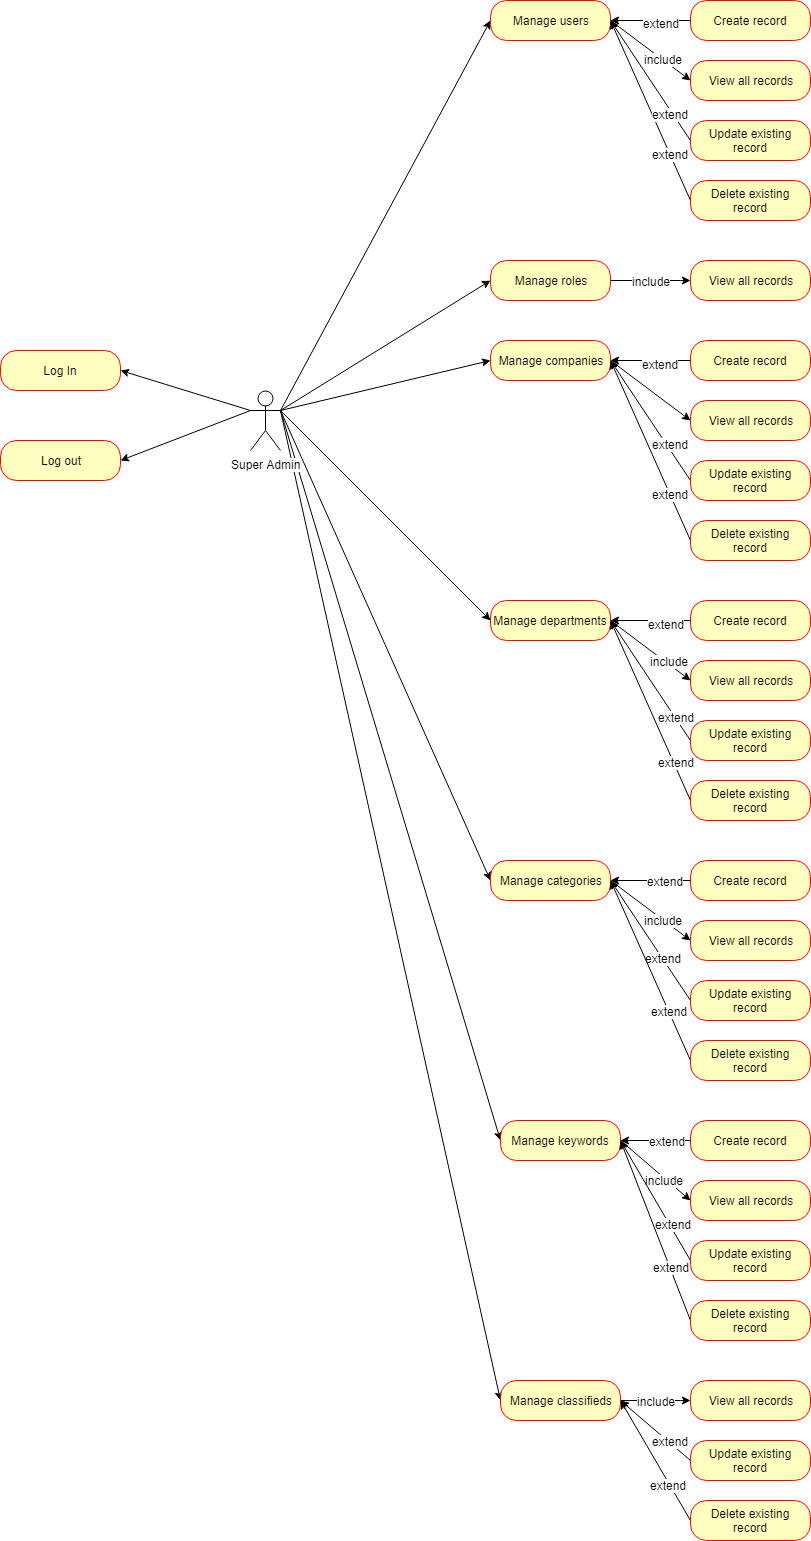 Manage users
extend
Create record
include
View all records
extend
Update existing
record
extend
Delete existing
record
Manage roles
include
View all records
Log In
Log out
Super Admin
Manage companies
extend
Create record
View all records
extend
Update existing
record
extend
Delete existing
record
Manage departments
extend
Create record
include
View all records
extend
Update existing
record
extend
Delete existing
record
Manage categories
extend
Create record
include
View all records
extend
Update existing
record
extend
Delete existing
record
Manage keywords
extend
Create record
include
View all records
extend
Update existing
record
extend
Delete existing
record
Manage classifieds
include
View all records
extend
Update existing
record
extend
Delete existing
record